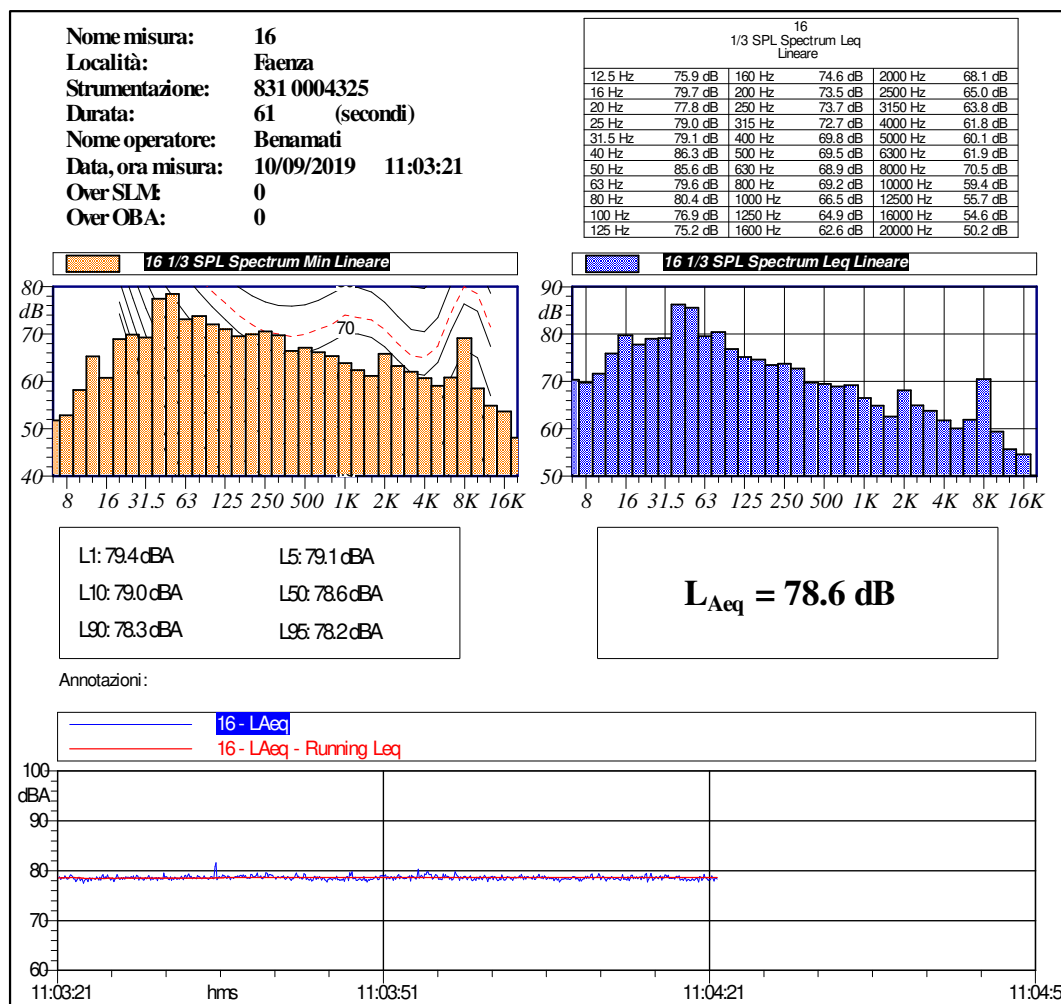 Nome misura: 16
Località: Faenza
Strumentazione: 831 0004325
Durata: 61 (secondi)
Nome operatore: Benamati
Data, ora misura: 10/09/2019 11:03:21
Over SLM: 0
Over OBA: 0
16
1/3 SPL Spectrum Leq
Lineare
12.5 Hz 75.9 dB 160 Hz 74.6 dB 2000 Hz 68.1 dB
16 Hz 79.7 dB 200 Hz 73.5 dB 2500 Hz 65.0 dB
20 Hz 77.8 dB 250 Hz 73.7 dB 3150 Hz 63.8 dB
25 Hz 79.0 dB 315 Hz 72.7 dB 4000 Hz 61.8 dB
31.5 Hz 79.1 dB 400 Hz 69.8 dB 5000 Hz 60.1 dB
40 Hz 86.3 dB 500 Hz 69.5 dB 6300 Hz 61.9 dB
50 Hz 85.6 dB 630 Hz 68.9 dB 8000 Hz 70.5 dB
63 Hz 79.6 dB 800 Hz 69.2 dB 10000 Hz 59.4 dB
80 Hz 80.4 dB 1000 Hz 66.5 dB 12500 Hz 55.7 dB
100 Hz 76.9 dB 1250 Hz 64.9 dB 16000 Hz 54.6 dB
125 Hz 75.2 dB 1600 Hz 62.6 dB 20000 Hz 50.2 dB
16 1/3 SPL Spectrum Min Lineare
80
dB
70
60
50
40
70
8 16 31.5 63 125 250 500 1K 2K 4K 8K 16K
16 1/3 SPL Spectrum Leq Lineare
90
dB
80
70
60
50
8 16 31.5 63 125 250 500 1K 2K 4K 8K 16K
L1: 79.4 dBA L5: 79.1 dBA
L10: 79.0 dBA L50: 78.6 dBA
L90: 78.3 dBA L95: 78.2 dBA
LAeq = 78.6 dB
Annotazioni:
16 - LAeq
16 - LAeq - Running Leq
100
dBA
90
80
70
60
11:03:21 hms 11:03:51 11:04:21 11:04:5